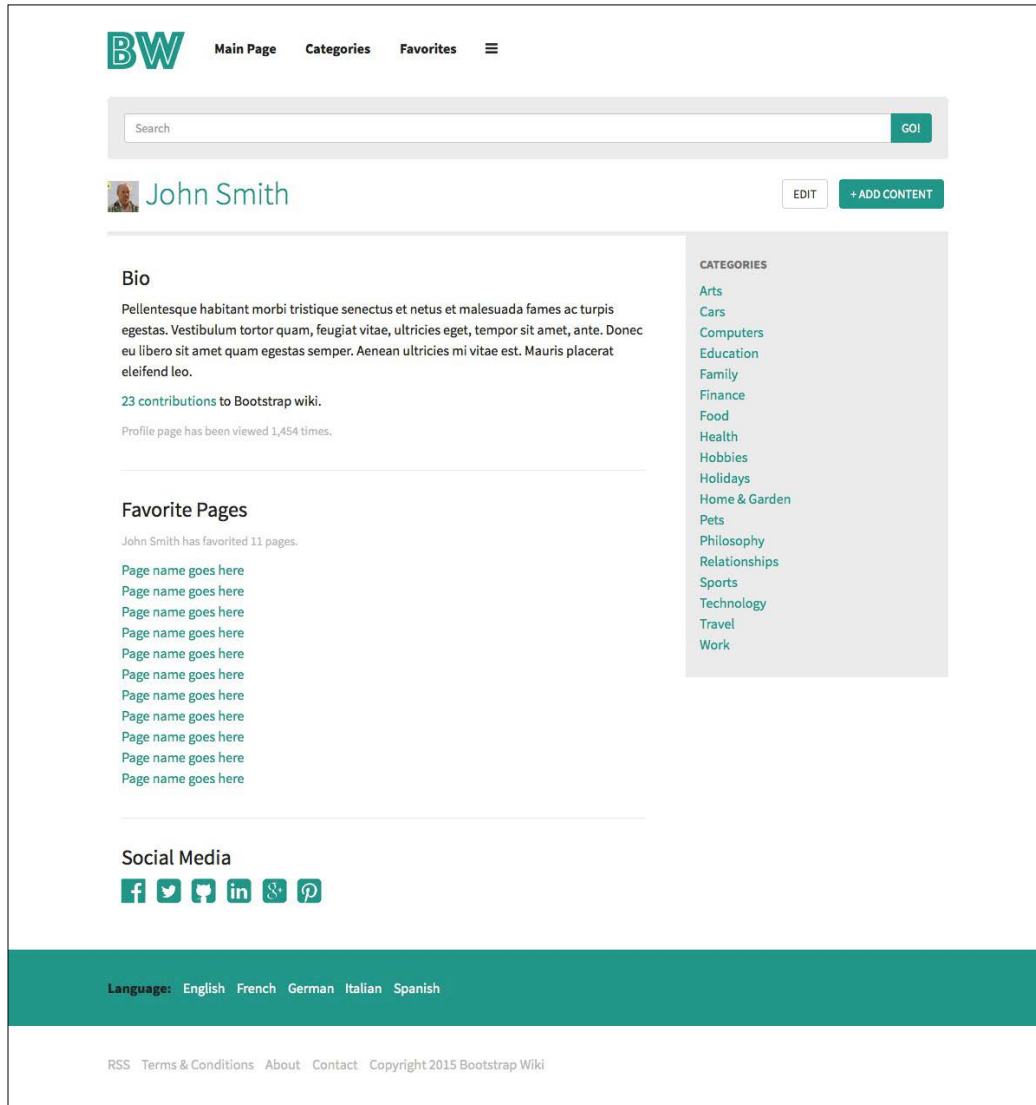 BW Main Page Categories Favorites
Search GO!
John Smith EDIT + ADD CONTENT
Bio
Pellentesque habitant morbi tristique senectus et netus et malesuada fames ac turpis
egestas. Vestibulum tortor quam, feugiat vitae, ultricies eget, tempor sit amet, ante. Donec
eu libero sit amet quam egestas semper. Aenean ultricies mi vitae est. Mauris placerat
eleifend leo.
23 contributions to Bootstrap wiki.
Profile page has been viewed 1,454 times.
Favorite Pages
John Smith has favorited 11 pages.
Page name goes here
Page name goes here
Page name goes here
Page name goes here
Page name goes here
Page name goes here
Page name goes here
Page name goes here
Page name goes here
Page name goes here
Page name goes here
Social Media
CATEGORIES
Arts
Cars
Computers
Education
Family
Finance
Food
Health
Hobbies
Holidays
Home & Garden
Pets
Philosophy
Relationships
Sports
Technology
Travel
Work
Language: English French German Italian Spanish
RSS Terms & Conditions About Contact Copyright 2015 Bootstrap Wiki